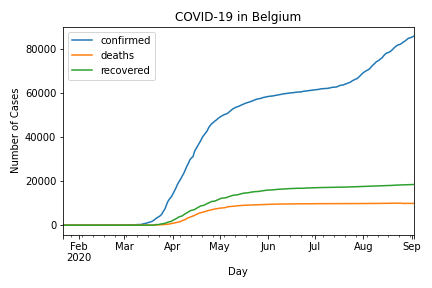 COVID-19 in Belgium
confirmed
deaths
recovered
Number of Cases
80000
60000
40000
20000
0
Feb Mar Apr May Jun Jul Aug Sep
2020
Day